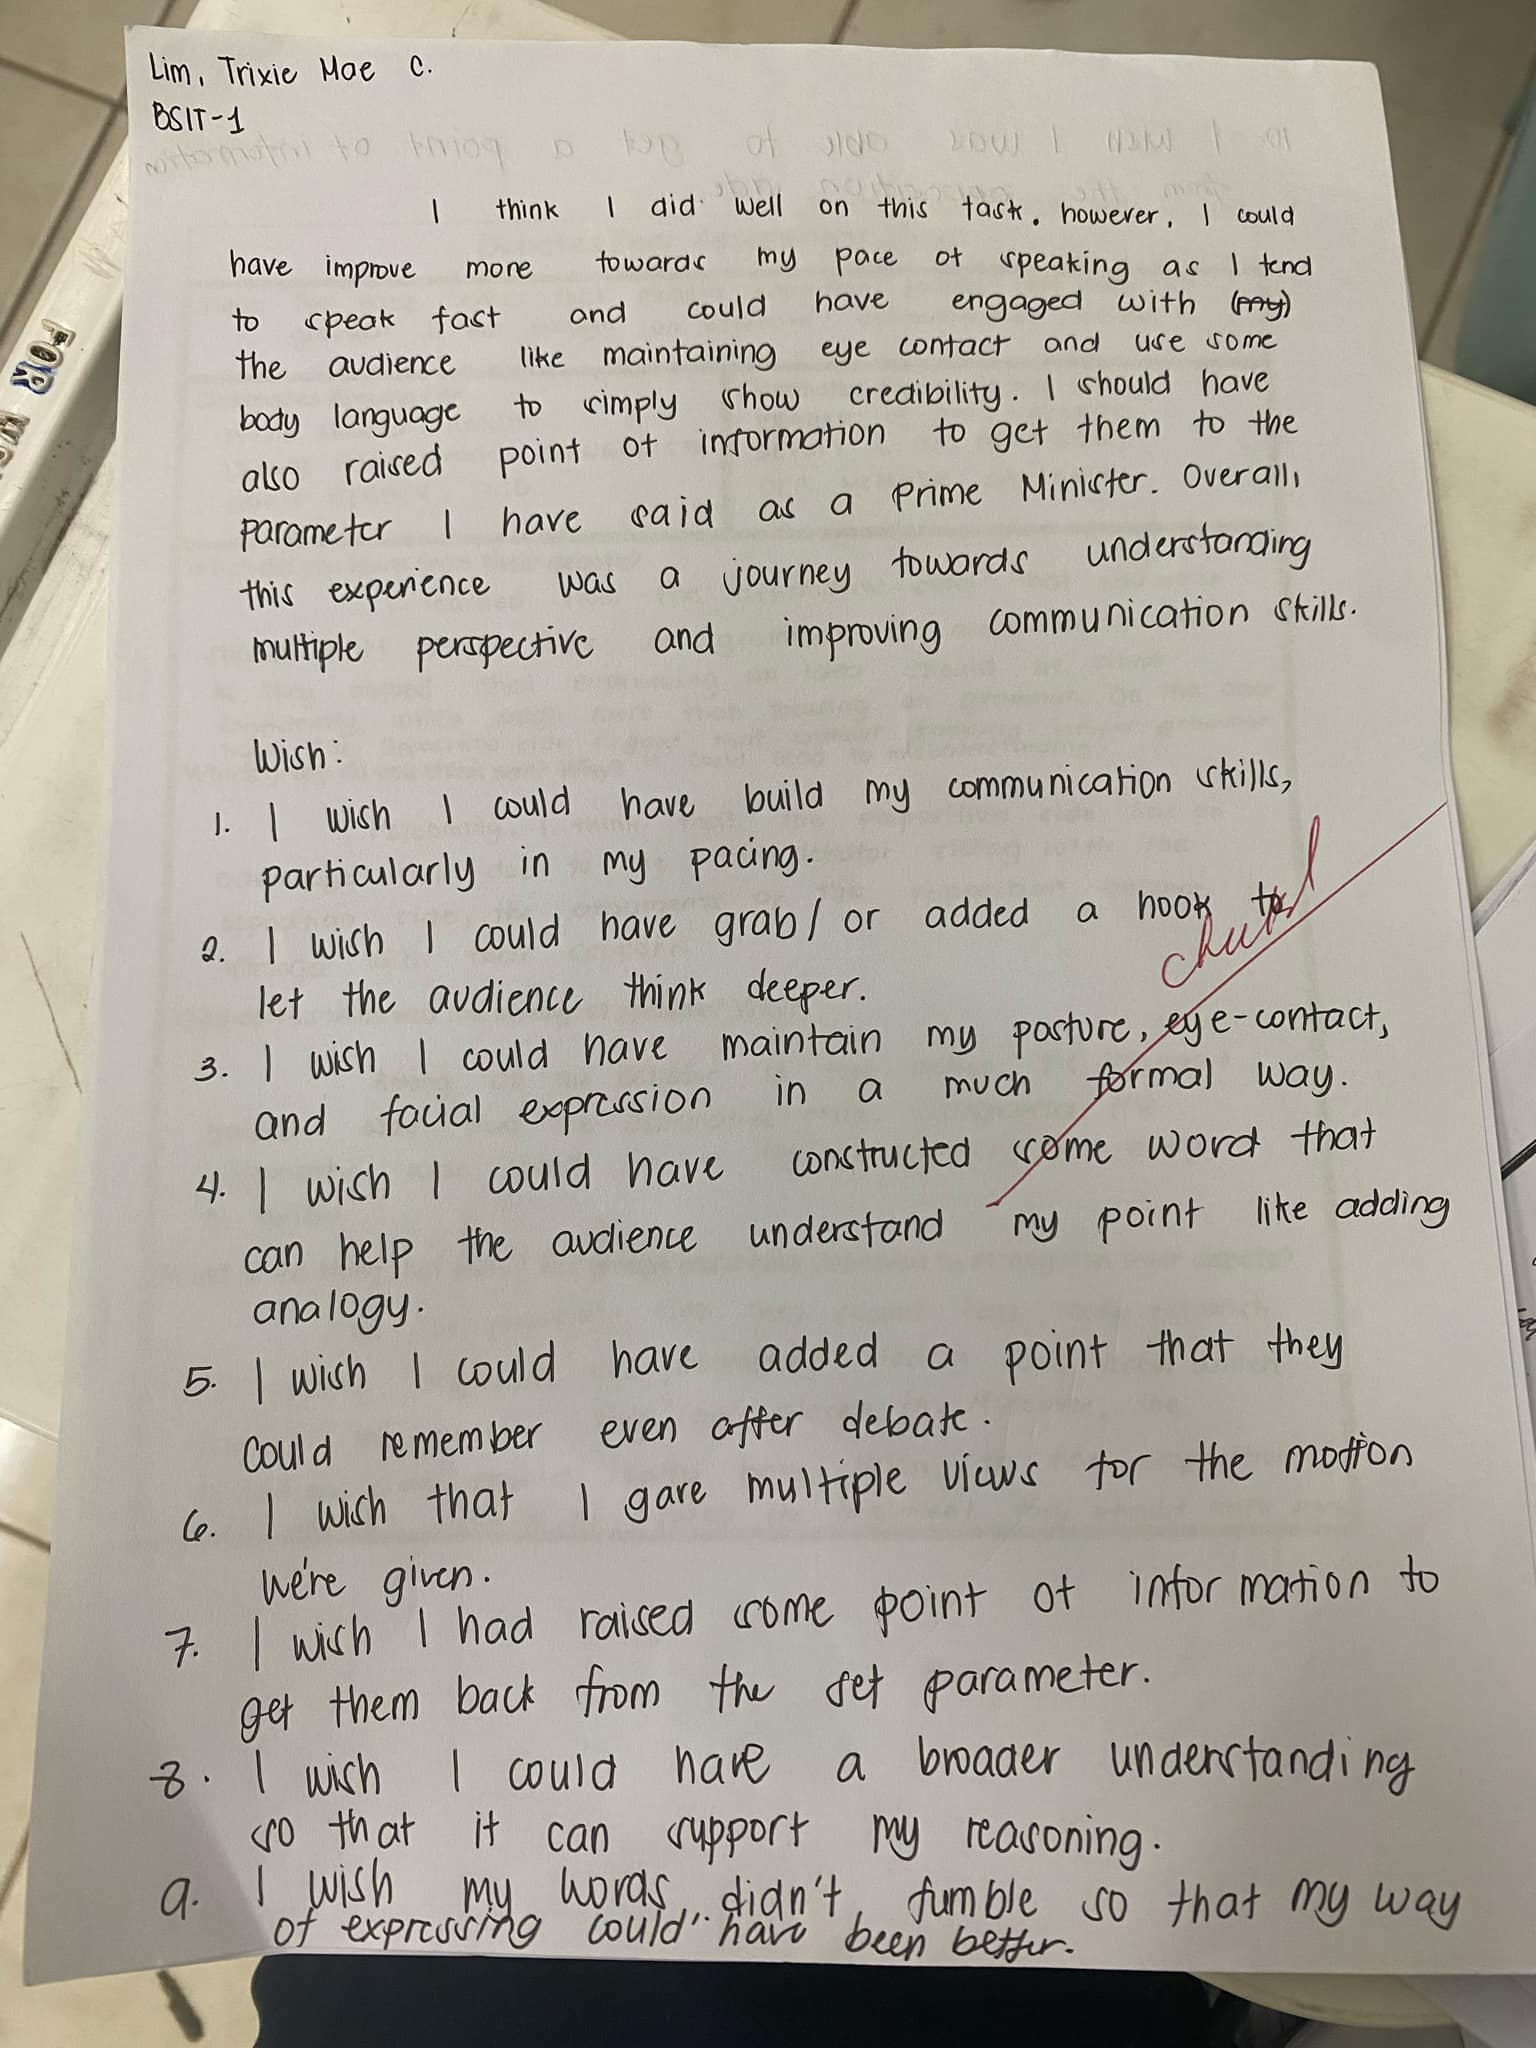 Lim, Trixie Mae C.
BSIT-1
I think I did well on this task. however, I could
have improve more towards my pace of speaking as I tend
to speak fast and could have engaged with (my)
the audience like maintaining eye contact and use some
body language to simply show credibility. I should have
also raised point of information to get them to the
parameter I have said as a Prime Minister. Overall,
this experience was a journey towards understanding
multiple perspective and improving communication skills.
Wish:
1. I wish I could have build my communication skills,
particularly in my pacing.
2. I wish I could have grab / or added a hook to
let the audience think deeper.
3. I wish I could have maintain my posture, eye-contact,
and facial expression in a much formal way.
4. I wish I could have constructed some word that
can help the audience understand my point like adding
analogy.
5. I wish I could have added a point that they
could remember even after debate.
6. I wish that I gave multiple views for the motion
we're given.
7. I wish I had raised some point of information to
get them back from the set parameter.
8. I wish I could have a broader understanding
so that it can support my reasoning.
9. I wish my words didn't fumble so that my way
of expressing could have been better.
FOR